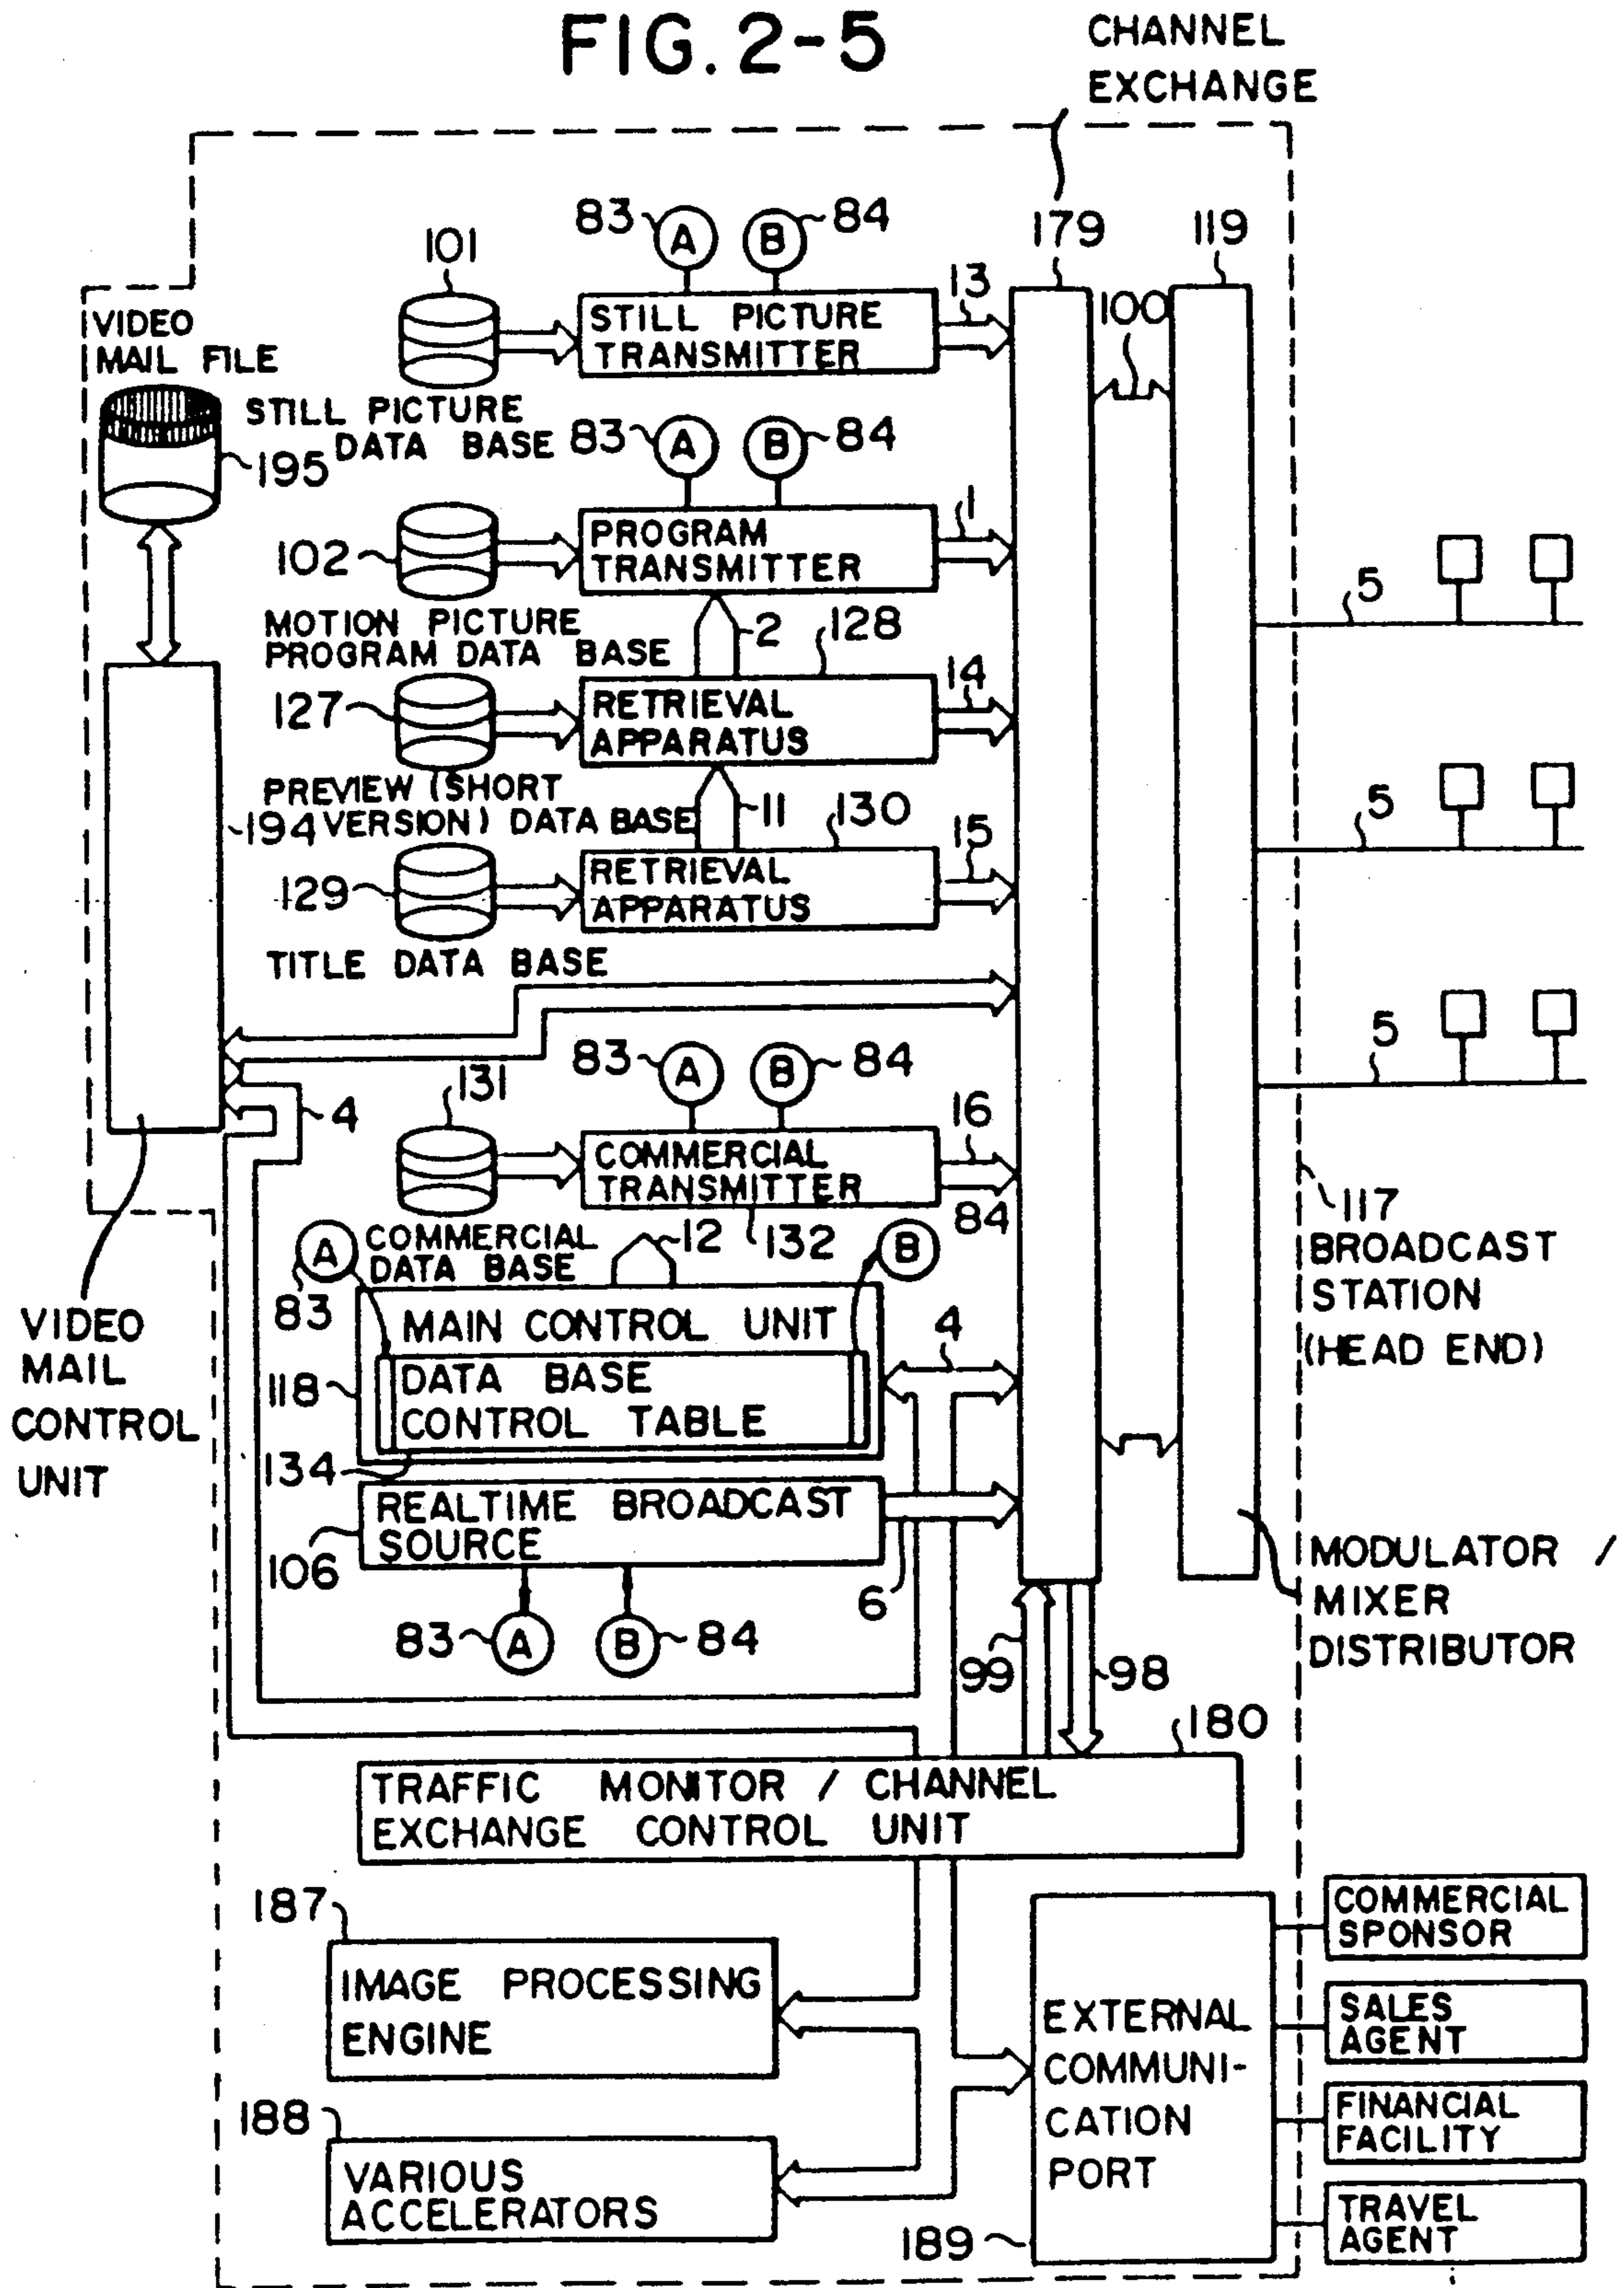 FIG. 2-5
CHANNEL
EXCHANGE
83
A
B
84
179
119
101
13
100
VIDEO
MAIL FILE
STILL PICTURE
TRANSMITTER
STILL PICTURE
DATA BASE
195
83
A
B
84
102
PROGRAM
TRANSMITTER
1
5
MOTION PICTURE
PROGRAM DATA BASE
2
128
127
RETRIEVAL
APPARATUS
14
PREVIEW (SHORT
VERSION) DATA BASE
194
11
130
5
129
RETRIEVAL
APPARATUS
15
TITLE DATA BASE
5
83
A
B
84
131
4
COMMERCIAL
TRANSMITTER
16
84
132
117
BROADCAST
STATION
(HEAD END)
A
83
COMMERCIAL
DATA BASE
12
B
VIDEO
MAIL
CONTROL
UNIT
MAIN CONTROL UNIT
4
118
DATA BASE
CONTROL TABLE
134
REALTIME BROADCAST
SOURCE
106
6
MODULATOR /
MIXER
DISTRIBUTOR
83
A
B
84
99
98
180
TRAFFIC MONITOR / CHANNEL
EXCHANGE CONTROL UNIT
187
IMAGE PROCESSING
ENGINE
188
VARIOUS
ACCELERATORS
EXTERNAL
COMMUNI-
CATION
PORT
189
COMMERCIAL
SPONSOR
SALES
AGENT
FINANCIAL
FACILITY
TRAVEL
AGENT